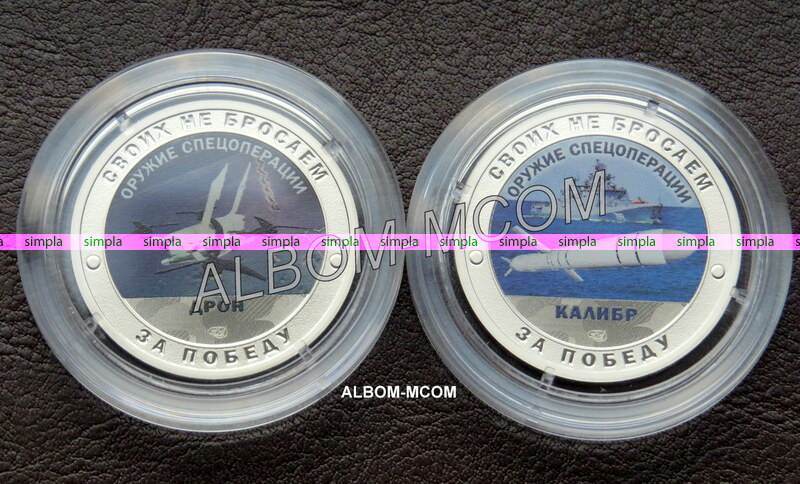 СВОИХ НЕ БРОСАЕМ
ОРУЖИЕ СПЕЦОПЕРАЦИИ
ДРОН
ЗА ПОБЕДУ
СВОИХ НЕ БРОСАЕМ
ОРУЖИЕ СПЕЦОПЕРАЦИИ
КАЛИБР
ЗА ПОБЕДУ
ALBOM-MCOM
simpla simpla simpla simpla simpla simpla simpla simpla simpla simpla simpla simpla simpla
ALBOM-MCOM